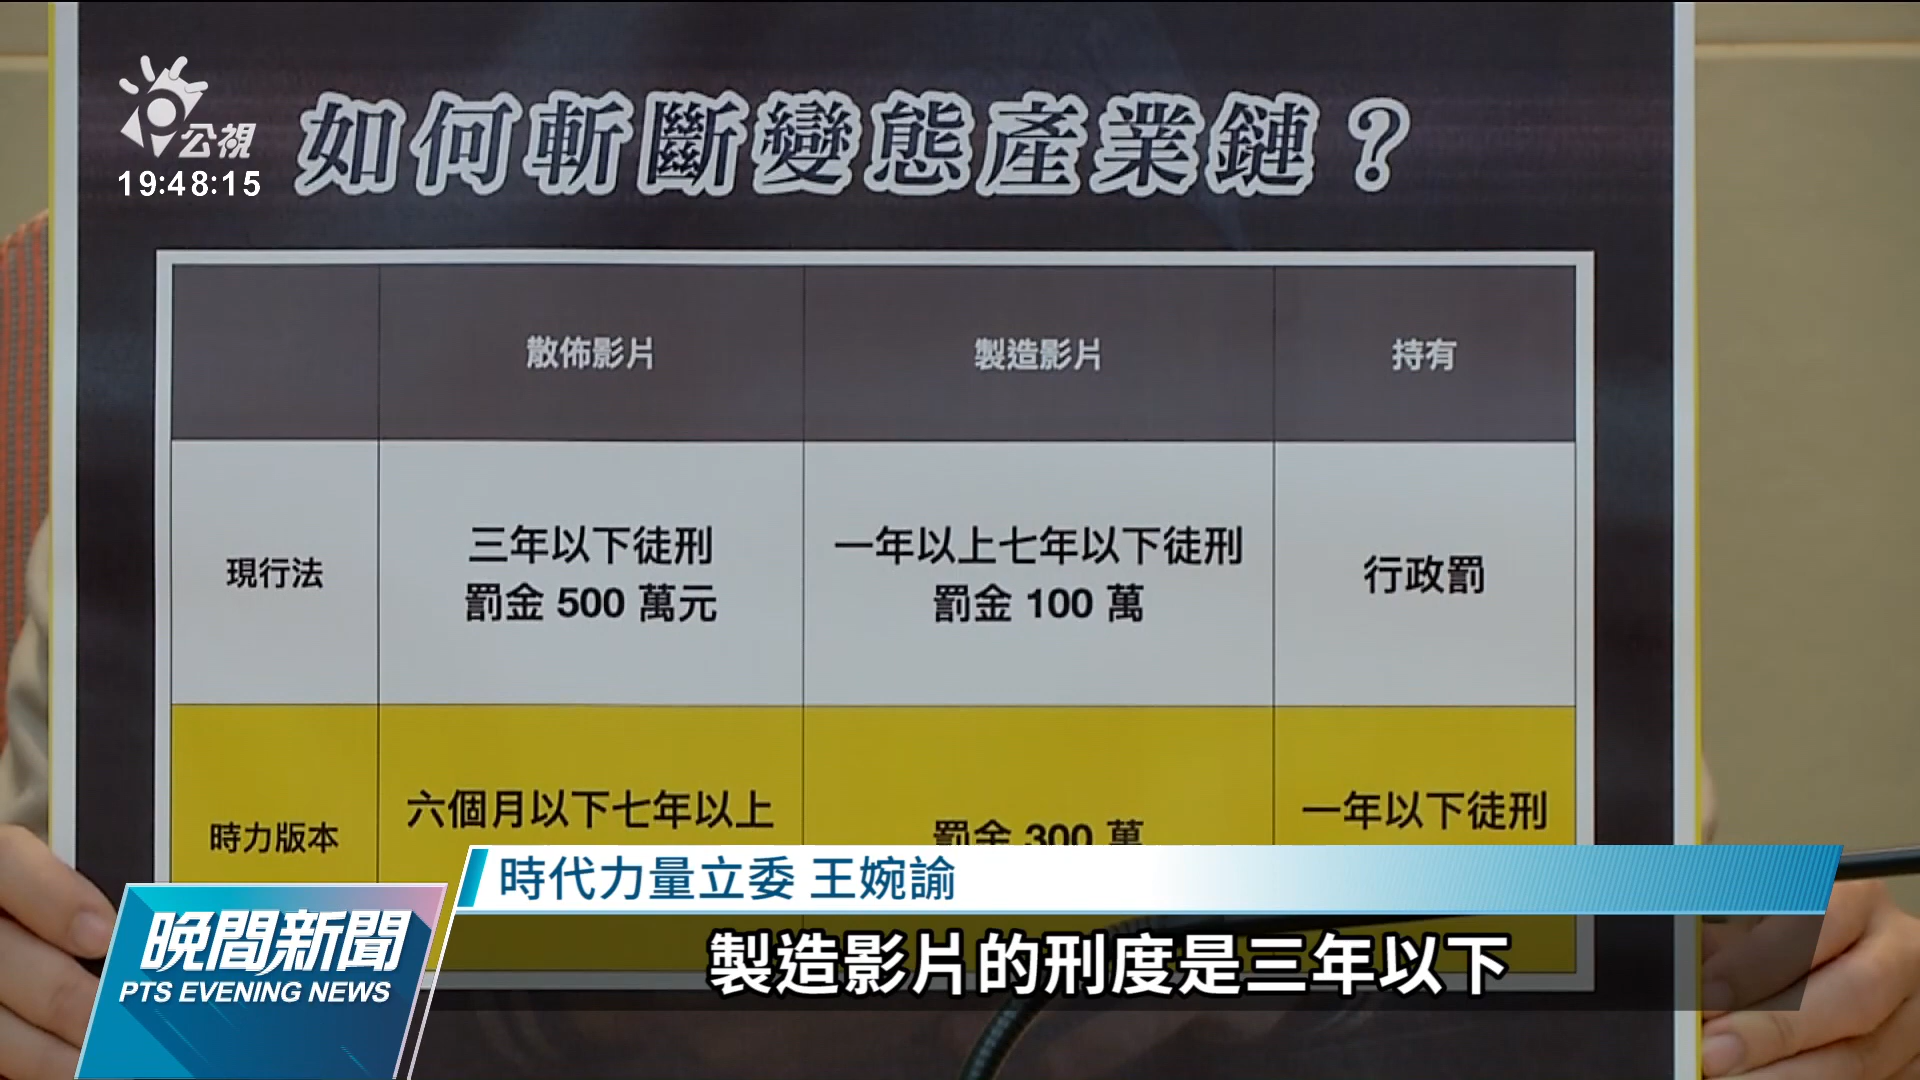 公視
19:48:15
如何斬斷變態產業鏈？
散佈影片 製造影片 持有
現行法
三年以下徒刑
罰金 500 萬元
一年以上七年以下徒刑
罰金 100 萬
行政罰
時力版本
六個月以下七年以上
罰金 300 萬
一年以下徒刑
時代力量立委 王婉諭
晚間新聞
PTS EVENING NEWS
製造影片的刑度是三年以下